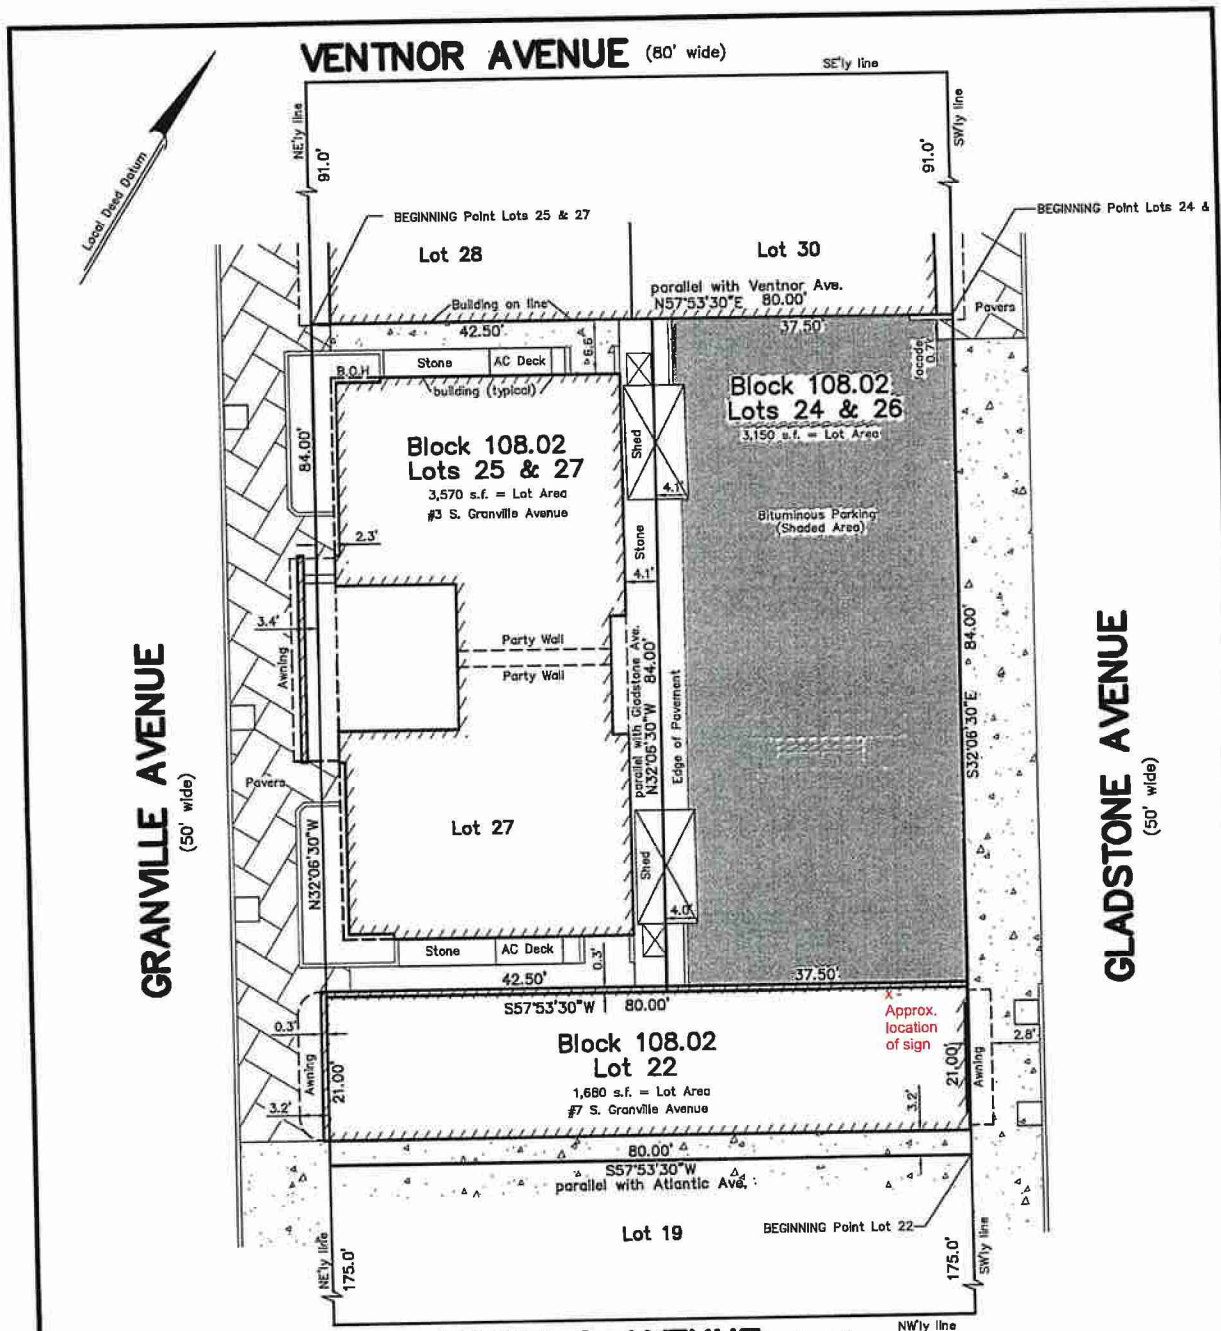 VENTNOR AVENUE (80' wide)
SE'ly line
NE'ly line
91.0'
SW'ly line
91.0'
Local Deed Datum
BEGINNING Point Lots 25 & 27
BEGINNING Point Lots 24 &
Lot 28
Lot 30
parallel with Ventnor Ave.
N57°53'30"E 80.00'
Building on line
42.50'
37.50'
Pavers
6.6'
facade
0.7'
B.O.H
Stone
AC Deck
building (typical)
84.00'
Block 108.02
Lots 25 & 27
3,570 s.f. = Lot Area
#3 S. Granville Avenue
Shed
4.1'
Block 108.02
Lots 24 & 26
3,150 s.f. = Lot Area
Bituminous Parking
(Shaded Area)
2.3'
Stone
4.1'
3.4'
Awning
Party Wall
Party Wall
parallel with Gladstone Ave.
N32°06'30"W 84.00'
Edge of Pavement
S32°06'30"E 84.00'
GRANVILLE AVENUE
(50' wide)
GLADSTONE AVENUE
(50' wide)
Pavers
N32°06'30"W
Lot 27
Shed
4.0'
Stone
AC Deck
0.3'
42.50'
37.50'
S57°53'30"W 80.00'
x -
Approx.
location
of sign
0.3'
Awning
21.00'
3.2'
Block 108.02
Lot 22
1,680 s.f. = Lot Area
#7 S. Granville Avenue
3.2'
21.00'
Awning
2.8'
80.00'
S57°53'30"W
parallel with Atlantic Ave.
Lot 19
BEGINNING Point Lot 22
NE'ly line
175.0'
175.0'
SW'ly line
NW'ly line